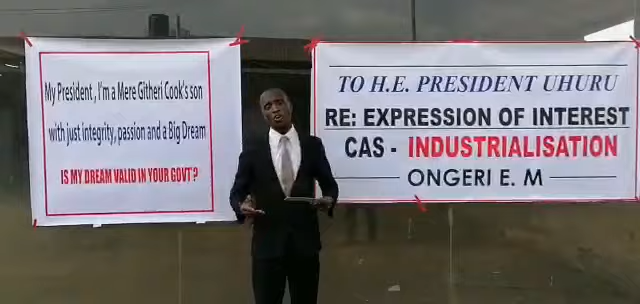 My President, I'm a Mere Githeri Cook's son
with just integrity, passion and a Big Dream
IS MY DREAM VALID IN YOUR GOVT?
TO H.E. PRESIDENT UHURU
RE: EXPRESSION OF INTEREST
CAS - INDUSTRIALISATION
ONGERI E. M